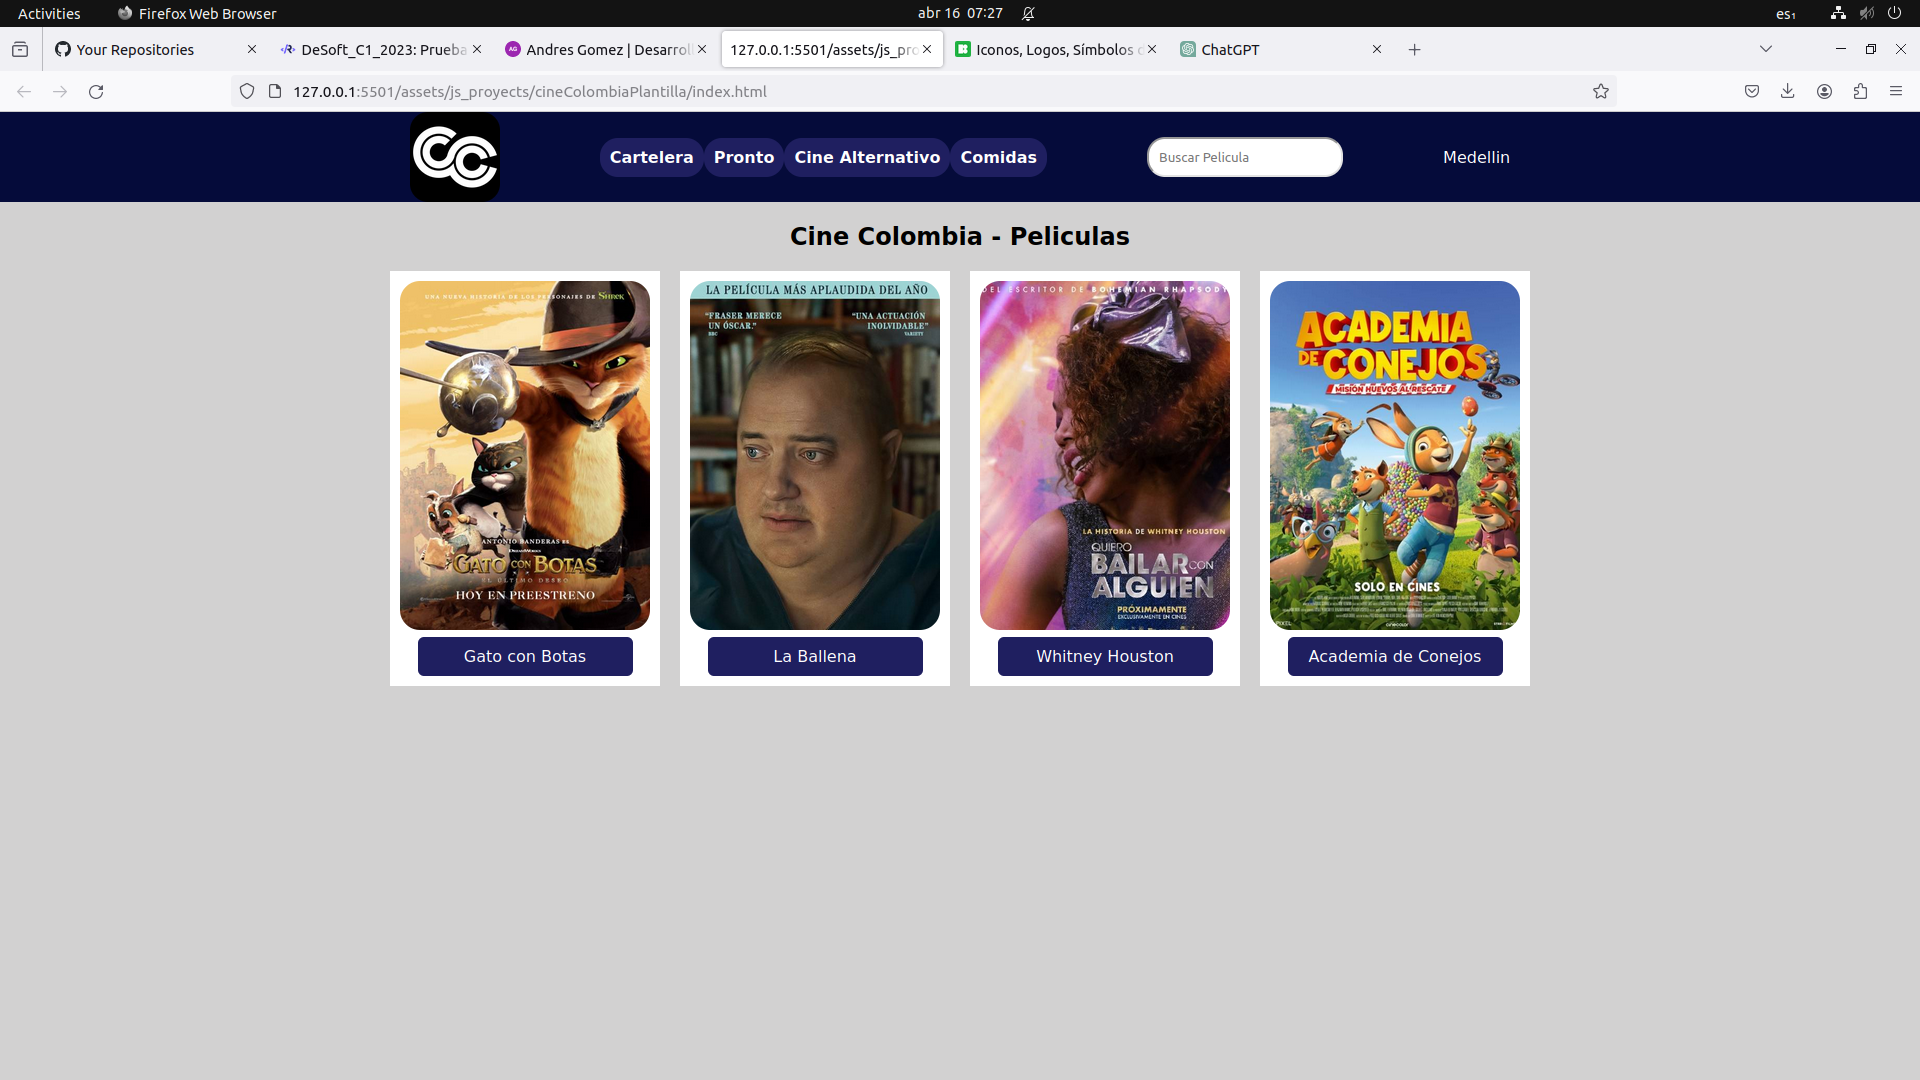 Activities
Firefox Web Browser
abr 16 07:27
es₁
Your Repositories
DeSoft_C1_2023: Prueba
Andres Gomez | Desarroll
127.0.0.1:5501/assets/js_pro
Iconos, Logos, Símbolos d
ChatGPT
127.0.0.1:5501/assets/js_proyects/cineColombiaPlantilla/index.html
Cartelera
Pronto
Cine Alternativo
Comidas
Buscar Pelicula
Medellin
Cine Colombia - Peliculas
UNA NUEVA HISTORIA DE LOS PERSONAJES DE SHREK
ANTONIO BANDERAS ES
GATO CON BOTAS
EL ÚLTIMO DESEO
HOY EN PREESTRENO
Gato con Botas
LA PELÍCULA MÁS APLAUDIDA DEL AÑO
“FRASER MERECE
UN ÓSCAR.”
BBC
“UNA ACTUACIÓN
INOLVIDABLE”
VARIETY
La Ballena
DEL ESCRITOR DE BOHEMIAN RHAPSODY
LA HISTORIA DE WHITNEY HOUSTON
QUIERO
BAILAR CON
ALGUIEN
PRÓXIMAMENTE
EXCLUSIVAMENTE EN CINES
Whitney Houston
ACADEMIA
DE CONEJOS
MISIÓN HUEVOS AL RESCATE
SOLO EN CINES
Academia de Conejos